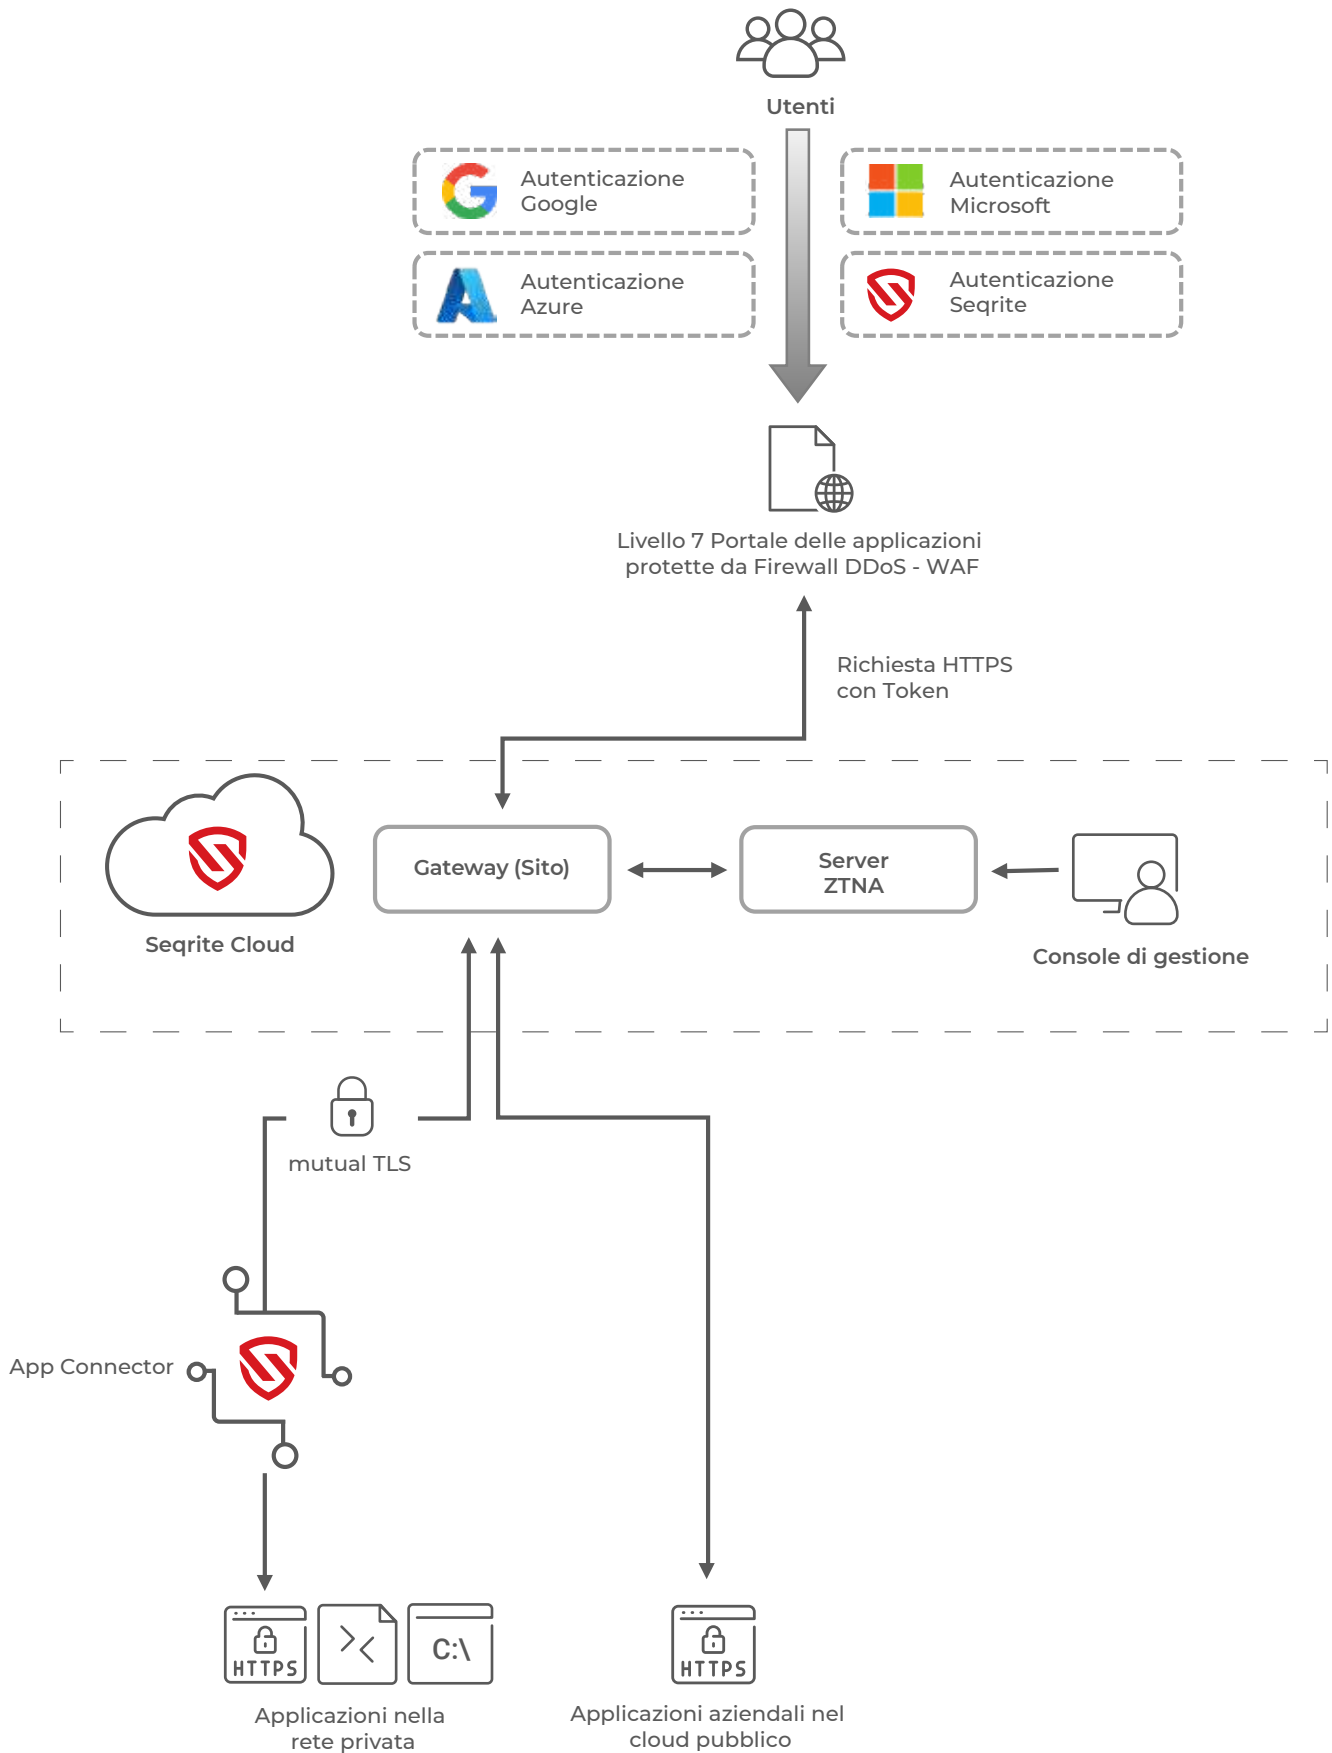 Utenti
Autenticazione
Google
Autenticazione
Microsoft
Autenticazione
Azure
Autenticazione
Seqrite
Livello 7 Portale delle applicazioni
protette da Firewall DDoS - WAF
Richiesta HTTPS
con Token
Seqrite Cloud
Gateway (Sito)
Server
ZTNA
Console di gestione
mutual TLS
App Connector
HTTPS
C:\
HTTPS
Applicazioni nella
rete privata
Applicazioni aziendali nel
cloud pubblico